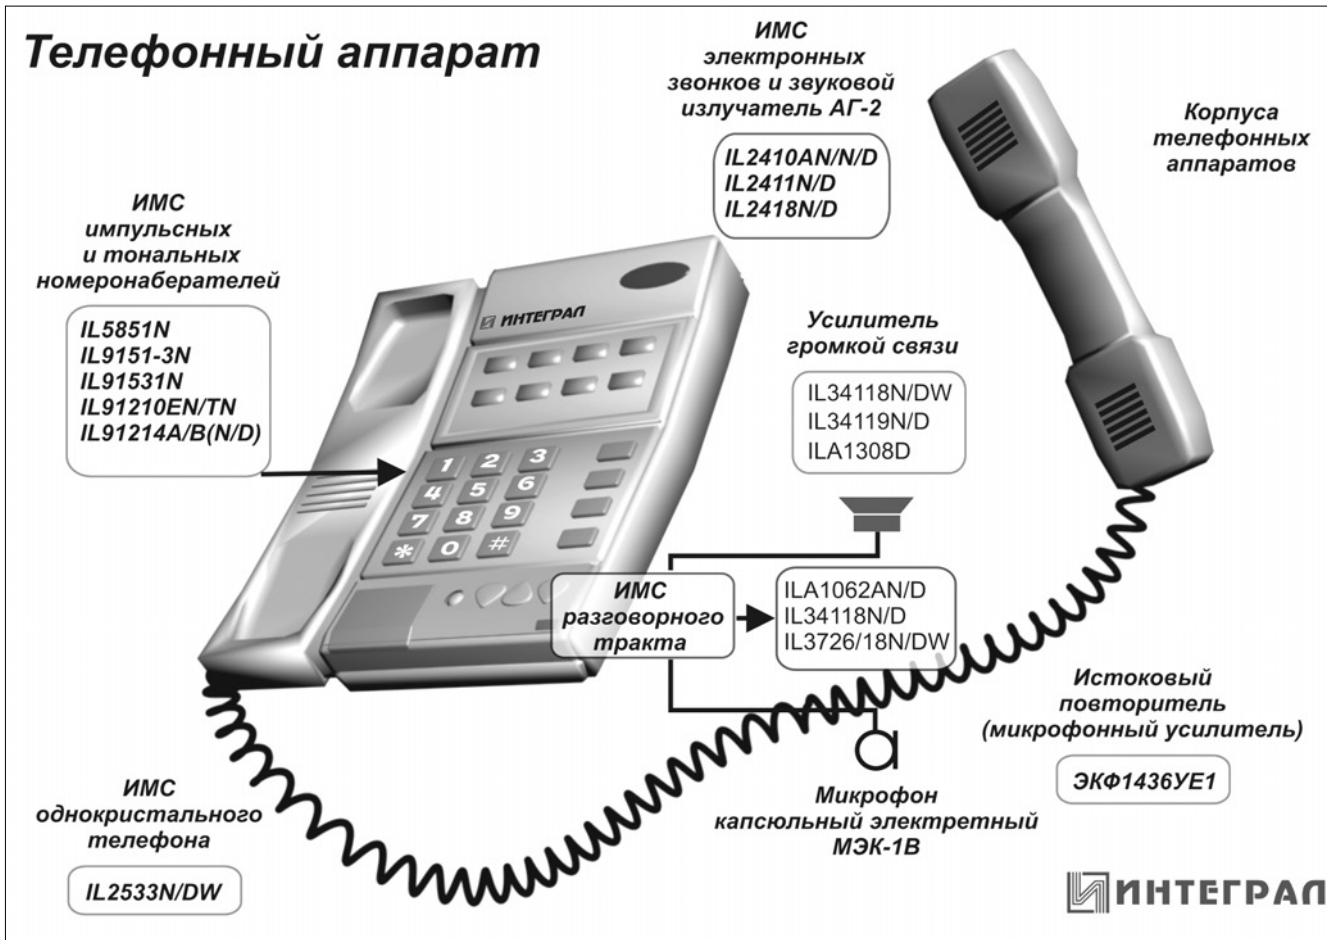 Телефонный аппарат
ИМС
электронных
звонков и звуковой
излучатель АГ-2
IL2410AN/N/D
IL2411N/D
IL2418N/D
Корпуса
телефонных
аппаратов
ИМС
импульсных
и тональных
номеронаберателей
IL5851N
IL9151-3N
IL91531N
IL91210EN/TN
IL91214A/B(N/D)
ИНТЕГРАЛ
1 2 3
4 5 6
7 8 9
* 0 #
Усилитель
громкой связи
IL34118N/DW
IL34119N/D
ILA1308D
ИМС
разговорного
тракта
ILA1062AN/D
IL34118N/D
IL3726/18N/DW
Истоковый
повторитель
(микрофонный усилитель)
ЭКФ1436УЕ1
Микрофон
капсюльный электретный
МЭК-1В
ИМС
однокристального
телефона
IL2533N/DW
ИНТЕГРАЛ